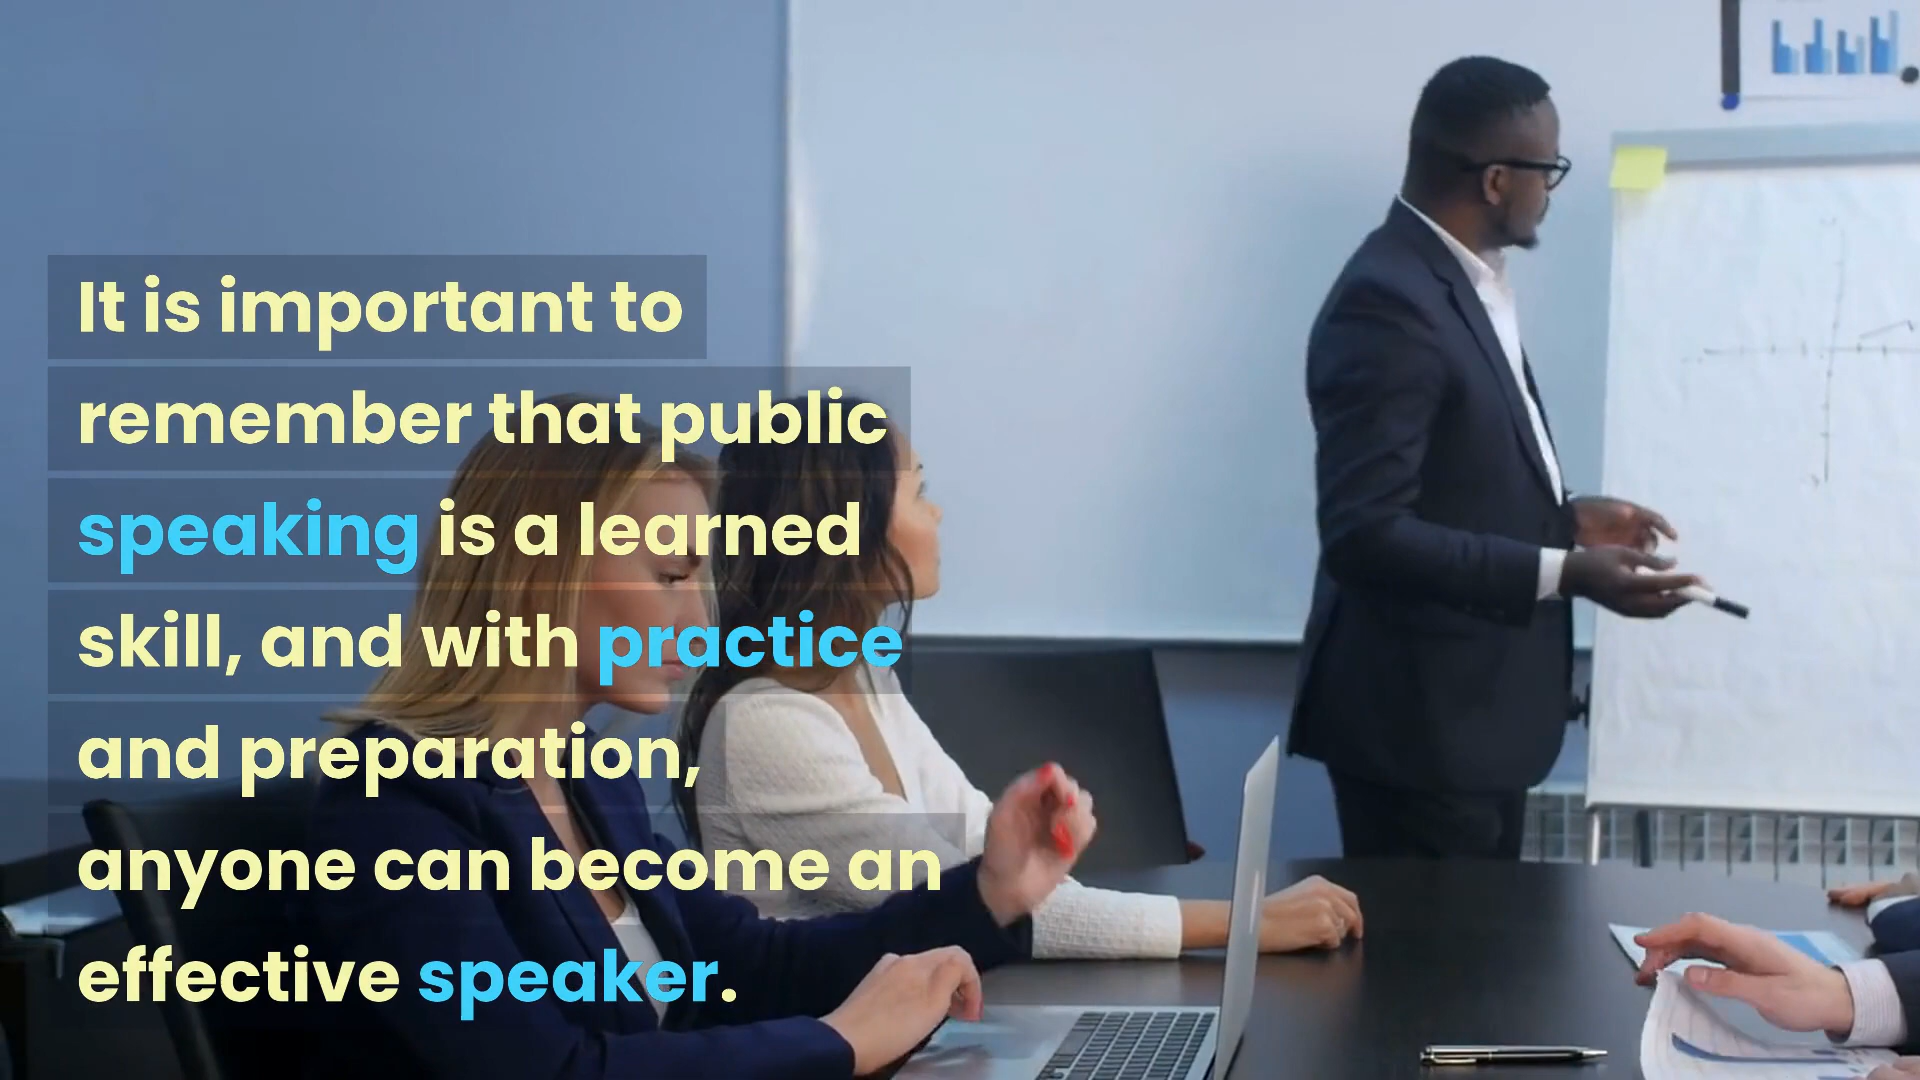 It is important to
remember that public
speaking is a learned
skill, and with practice
and preparation,
anyone can become an
effective speaker.